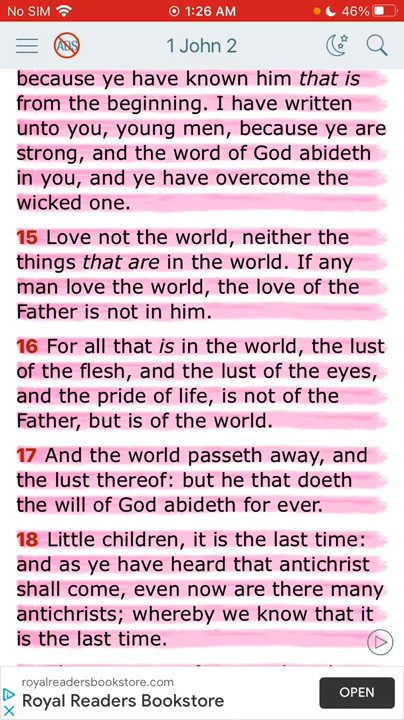 No SIM 1:26 AM 46%
ADS 1 John 2
because ye have known him that is
from the beginning. I have written
unto you, young men, because ye are
strong, and the word of God abideth
in you, and ye have overcome the
wicked one.
15 Love not the world, neither the
things that are in the world. If any
man love the world, the love of the
Father is not in him.
16 For all that is in the world, the lust
of the flesh, and the lust of the eyes,
and the pride of life, is not of the
Father, but is of the world.
17 And the world passeth away, and
the lust thereof: but he that doeth
the will of God abideth for ever.
18 Little children, it is the last time:
and as ye have heard that antichrist
shall come, even now are there many
antichrists; whereby we know that it
is the last time.
royalreadersbookstore.com
Royal Readers Bookstore
OPEN